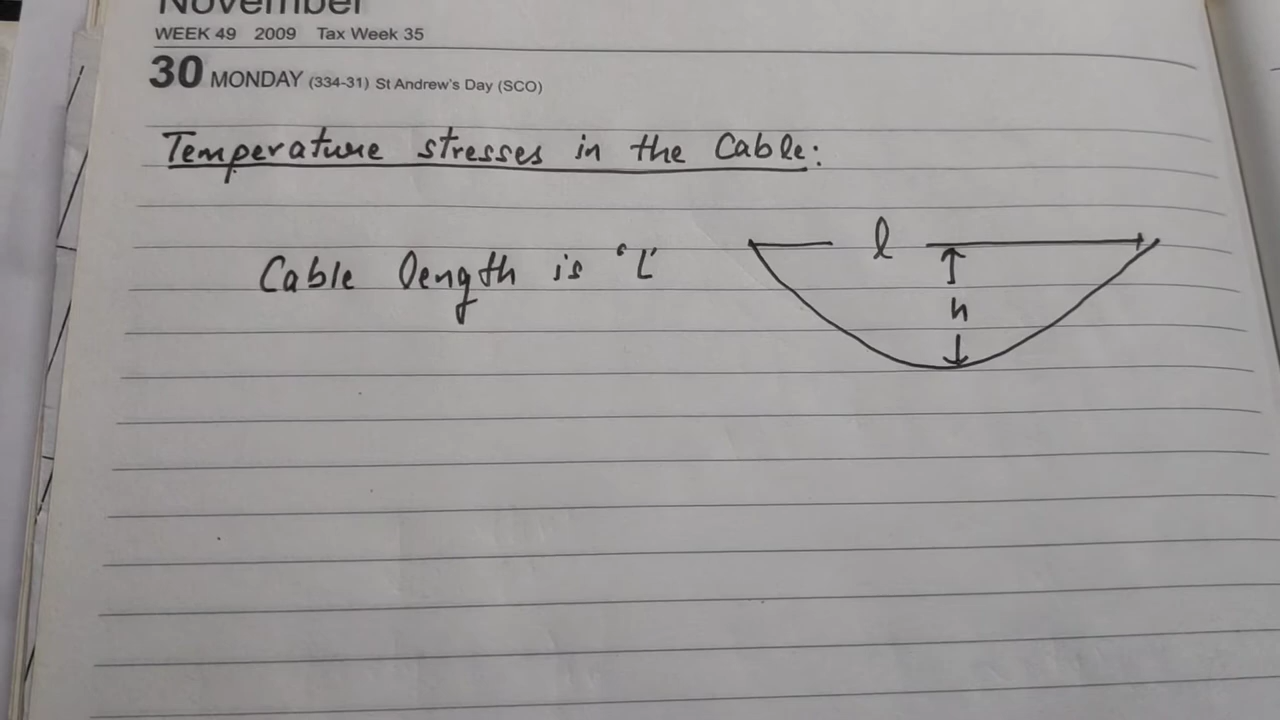 November
WEEK 49 2009 Tax Week 35
30 MONDAY (334-31) St Andrew's Day (SCO)
Temperature stresses in the Cable:
Cable length is 'L'
l
h